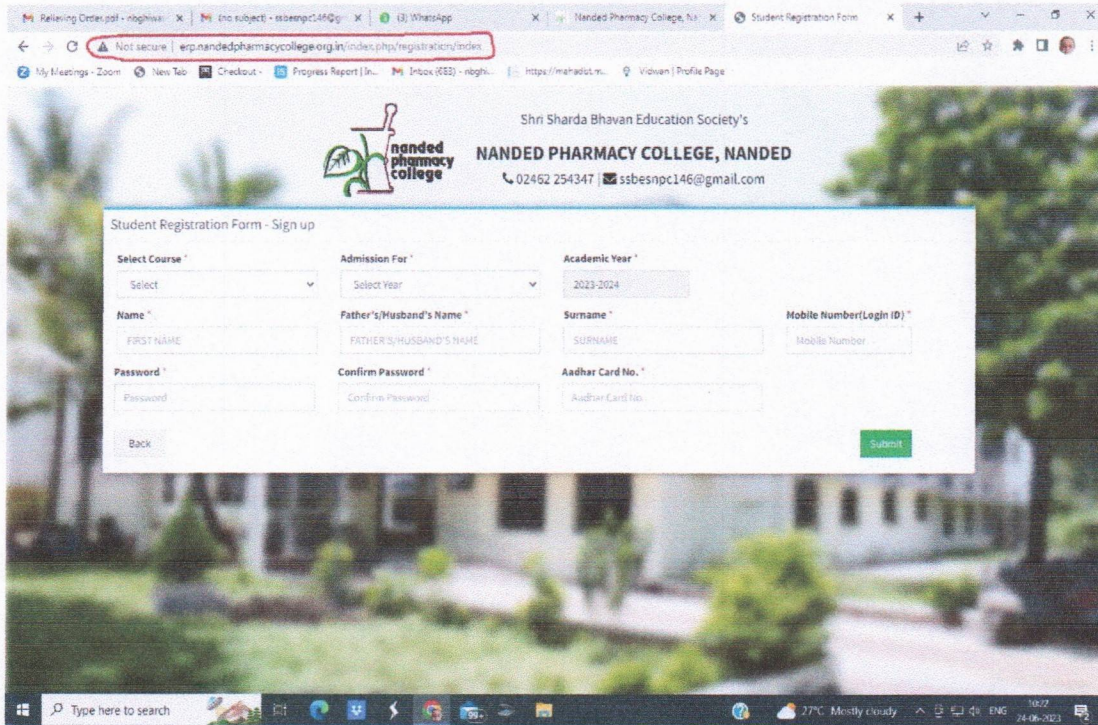 Relieving Order.pdf - nbghiwa
(no subject) - ssbesnpc146@g
(3) WhatsApp
Nanded Pharmacy College, Na
Student Registration Form
Not secure | erp.nandedpharmacycollege.org.in/index.php/registration/index
My Meetings - Zoom
New Tab
Checkout -
Progress Report | In...
Inbox (683) - nbghi...
https://mahadbt.m...
Vidwan | Profile Page
nanded
pharmacy
college
Shri Sharda Bhavan Education Society's
NANDED PHARMACY COLLEGE, NANDED
02462 254347 | ssbesnpc146@gmail.com
Student Registration Form - Sign up
Select Course * Admission For * Academic Year *
Select Select Year 2023-2024
Name * Father's/Husband's Name * Surname * Mobile Number(Login ID) *
FIRST NAME FATHER'S/HUSBAND'S NAME SURNAME Mobile Number
Password * Confirm Password * Aadhar Card No. *
Password Confirm Password Aadhar Card No.
Back Submit
Type here to search
99+
27°C Mostly cloudy
ENG
10:22
24-06-2023